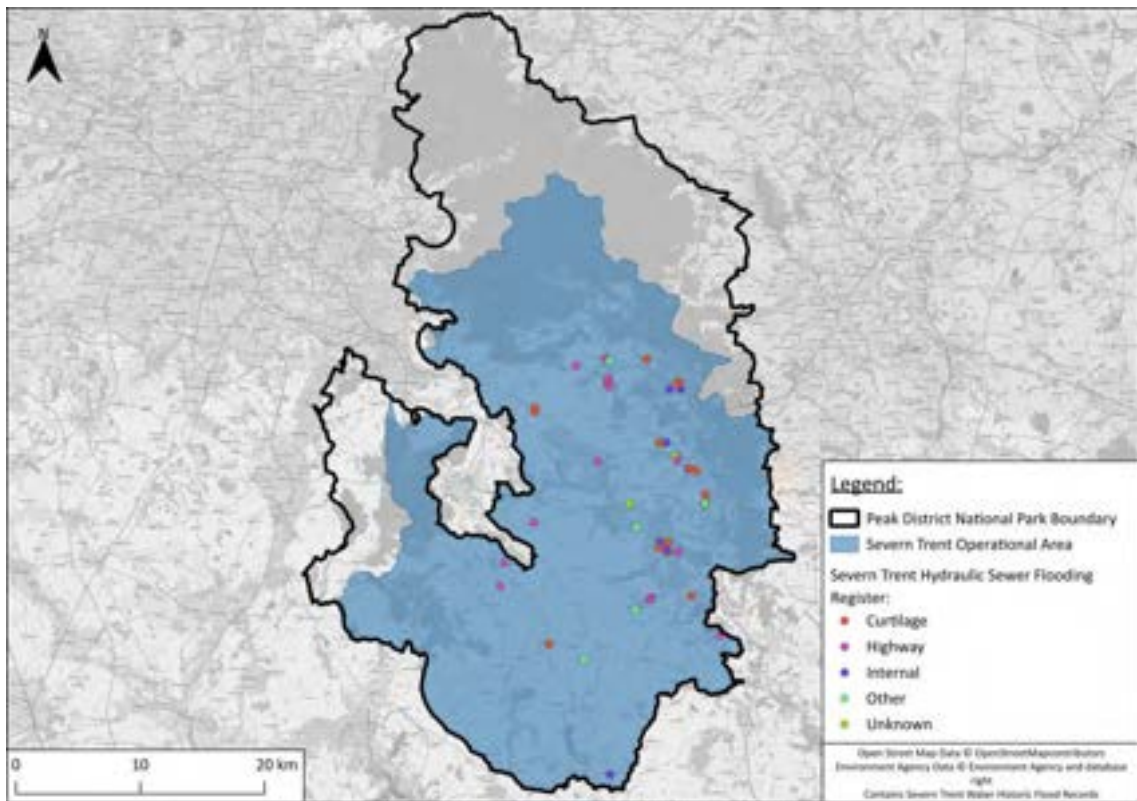 N
Legend:
Peak District National Park Boundary
Severn Trent Operational Area
Severn Trent Hydraulic Sewer Flooding
Register:
Curtilage
Highway
Internal
Other
Unknown
Open Street Map Data © OpenStreetMapcontributors
Environment Agency Data © Environment Agency and database
right
Contains Severn Trent Water Historic Flood Records
0 10 20 km